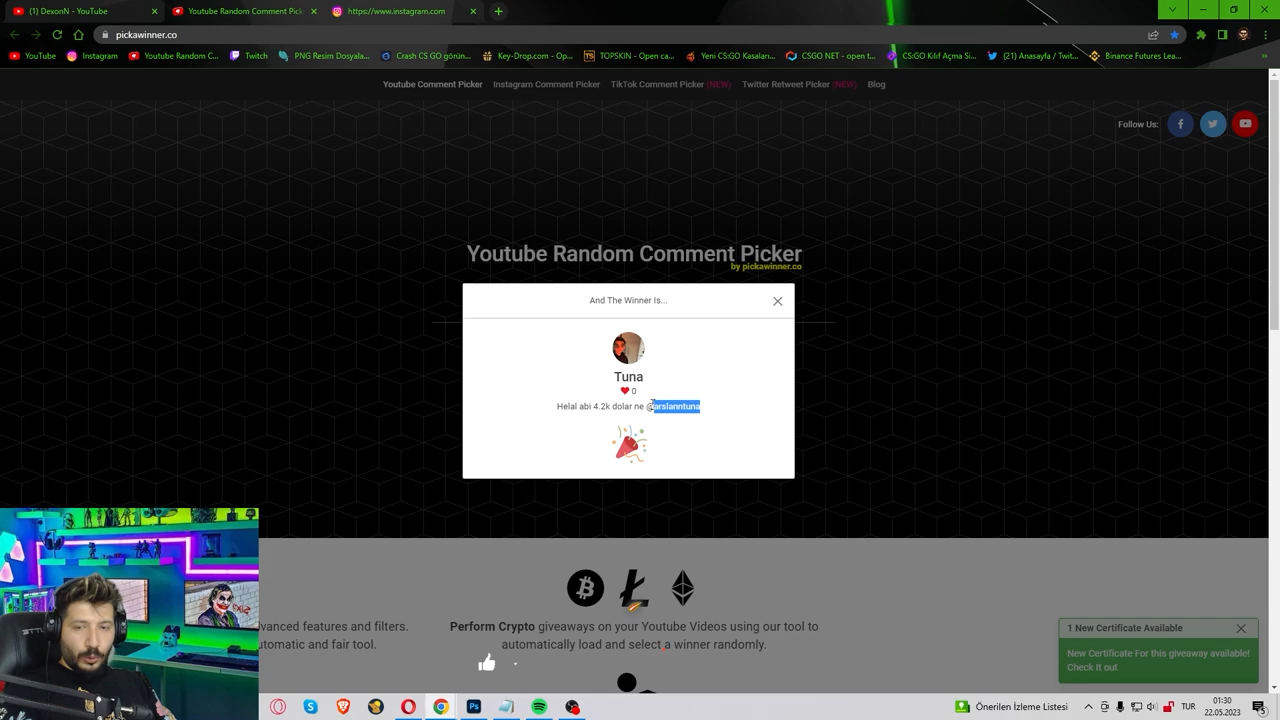 (1) DexonN - YouTube
Youtube Random Comment Pick
https://www.instagram.com
pickawinner.co
YouTube
Instagram
Youtube Random C...
Twitch
PNG Resim Dosyala...
Crash CS GO görün...
Key-Drop.com - Op...
TOPSKIN - Open ca...
Yeni CS:GO Kasaları...
CSGO NET - open t...
CS:GO Kılıf Açma Si...
(21) Anasayfa / Twit...
Binance Futures Lea...
Youtube Comment Picker
Instagram Comment Picker
TikTok Comment Picker (NEW)
Twitter Retweet Picker (NEW)
Blog
Follow Us:
Youtube Random Comment Picker
by pickawinner.co
And The Winner Is...
Tuna
0
Helal abi 4.2k dolar ne @arslanntuna
vanced features and filters.
utomatic and fair tool.
Perform Crypto giveaways on your Youtube Videos using our tool to
automatically load and select a winner randomly.
1 New Certificate Available
New Certificate For this giveaway available!
Check It out
Önerilen İzleme Listesi
TUR
01:30
22.05.2023